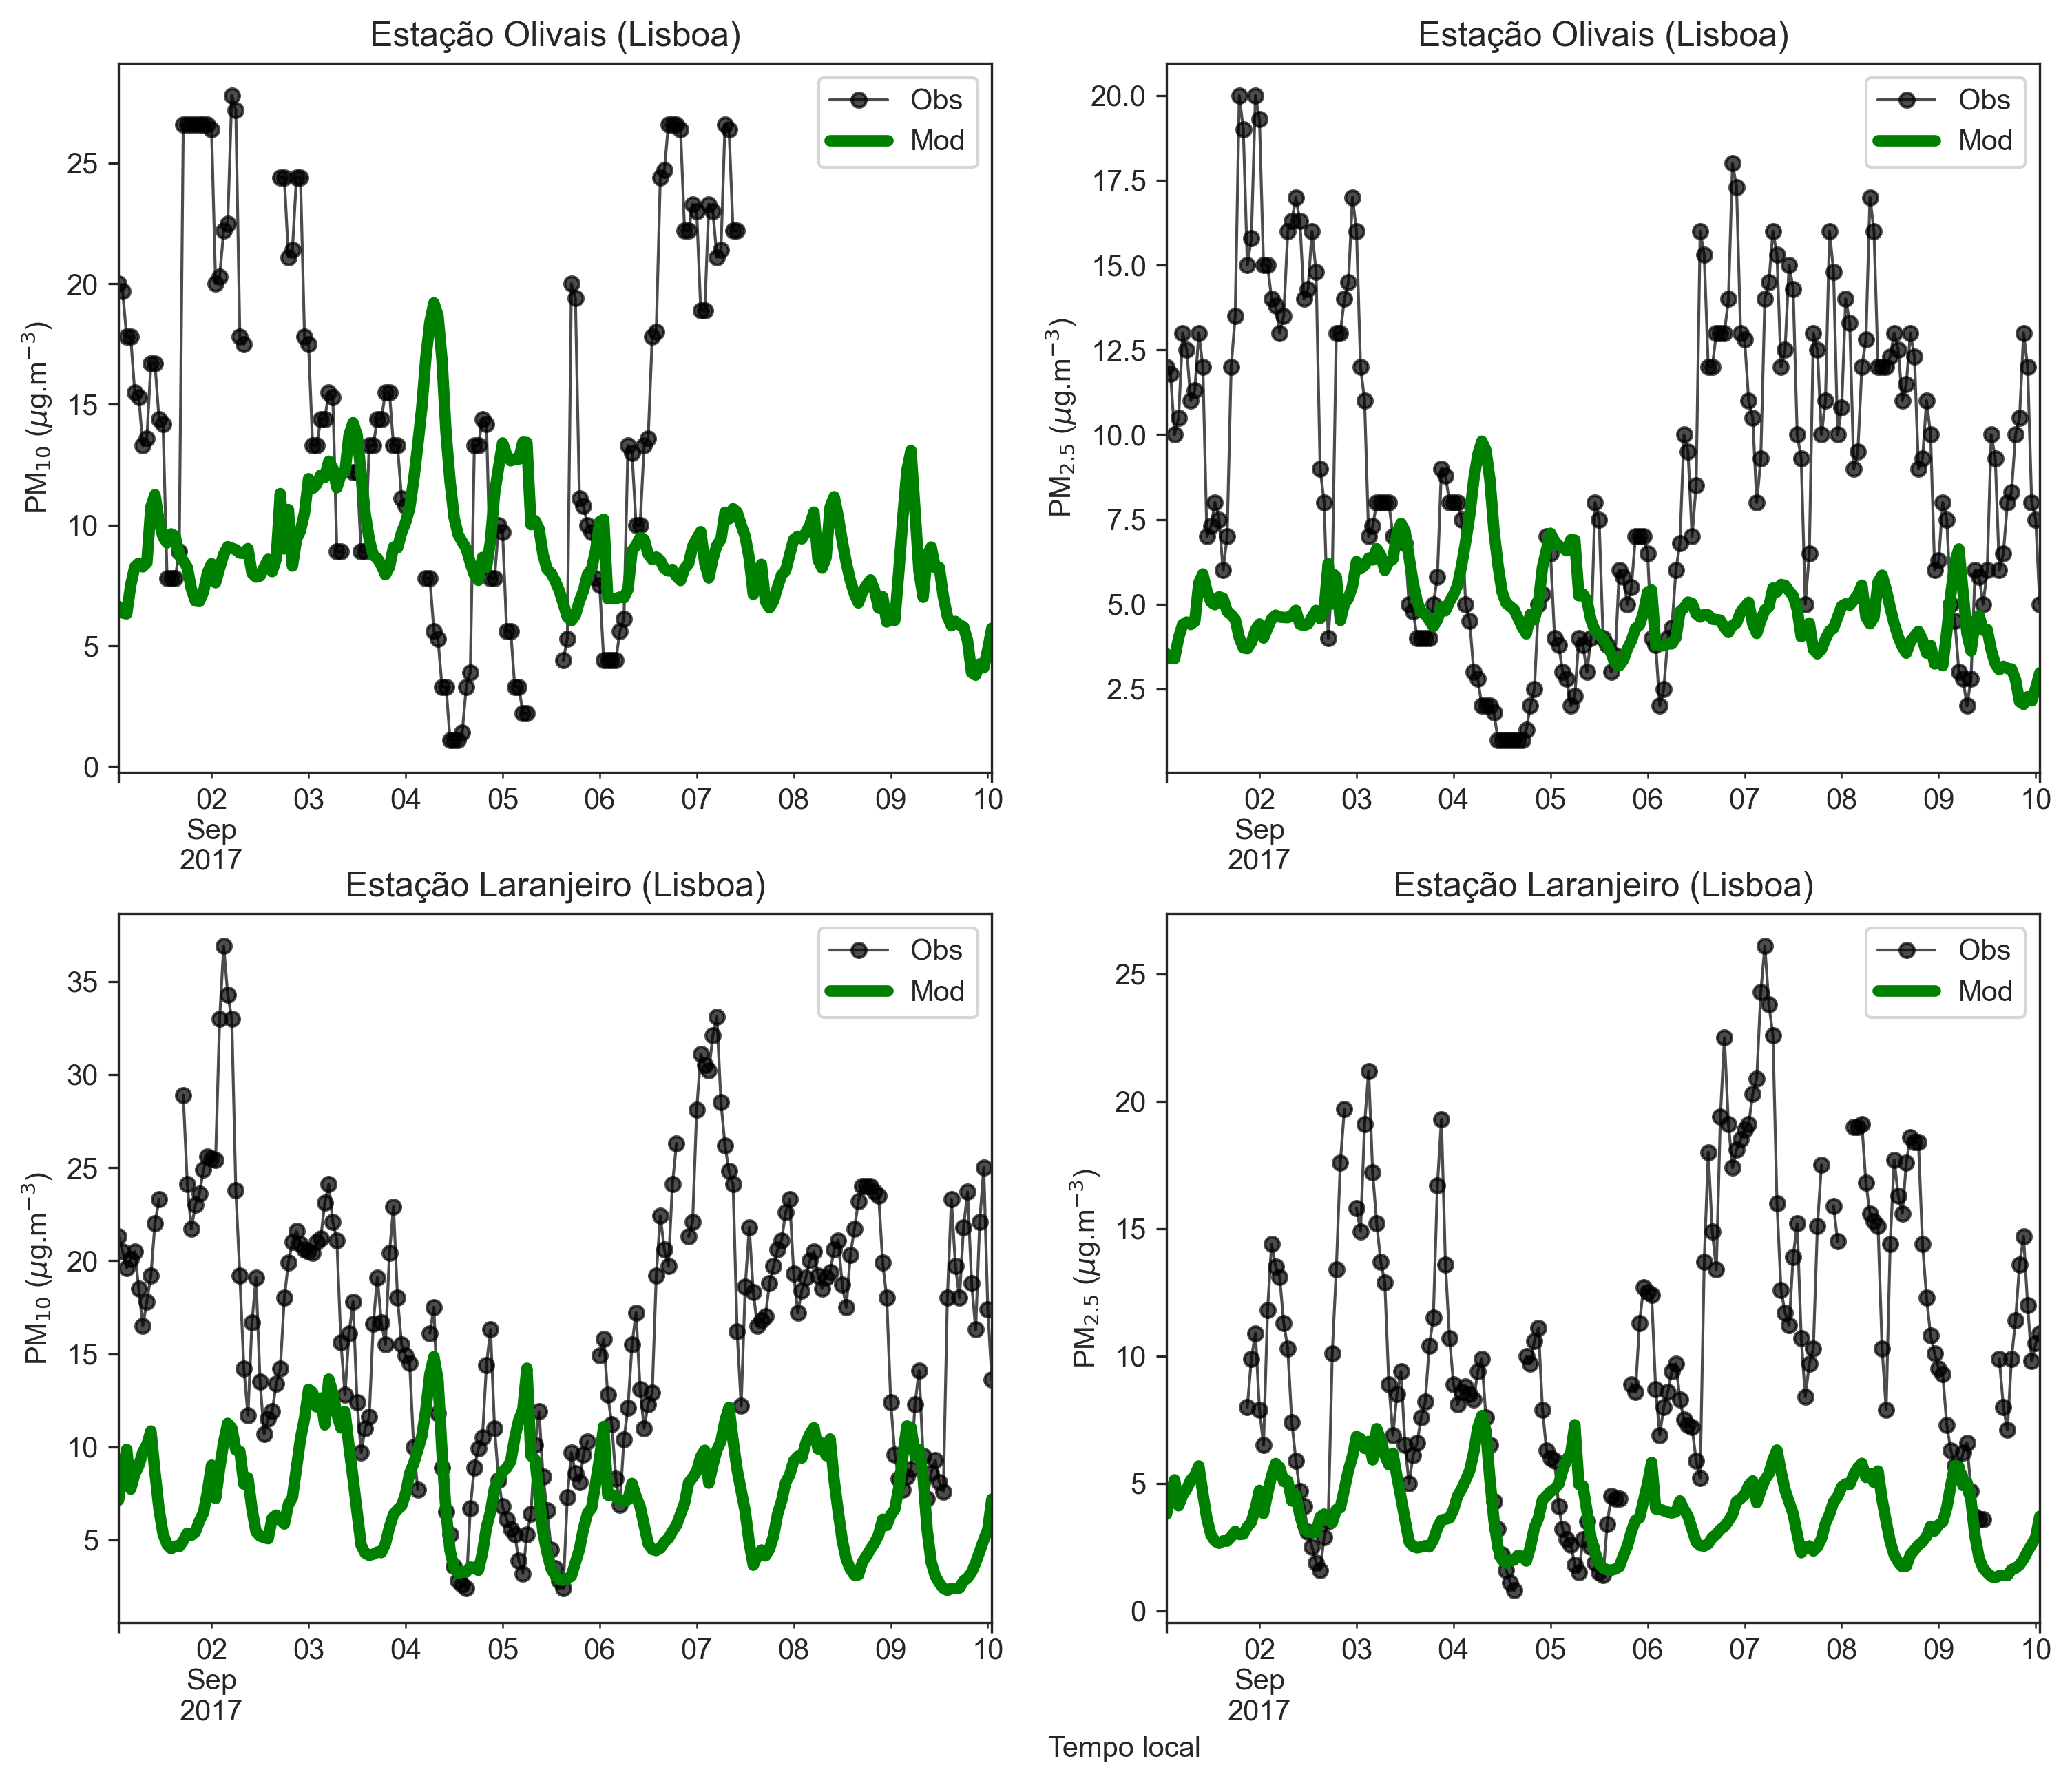 Estação Olivais (Lisboa)
PM₁₀ (μg.m⁻³)
25
20
15
10
5
0
Obs
Mod
02 03 04 05 06 07 08 09 10
Sep
2017
Estação Olivais (Lisboa)
PM₂.₅ (μg.m⁻³)
20.0
17.5
15.0
12.5
10.0
7.5
5.0
2.5
Obs
Mod
02 03 04 05 06 07 08 09 10
Sep
2017
Estação Laranjeiro (Lisboa)
PM₁₀ (μg.m⁻³)
35
30
25
20
15
10
5
Obs
Mod
02 03 04 05 06 07 08 09 10
Sep
2017
Estação Laranjeiro (Lisboa)
PM₂.₅ (μg.m⁻³)
25
20
15
10
5
0
Obs
Mod
02 03 04 05 06 07 08 09 10
Sep
2017
Tempo local